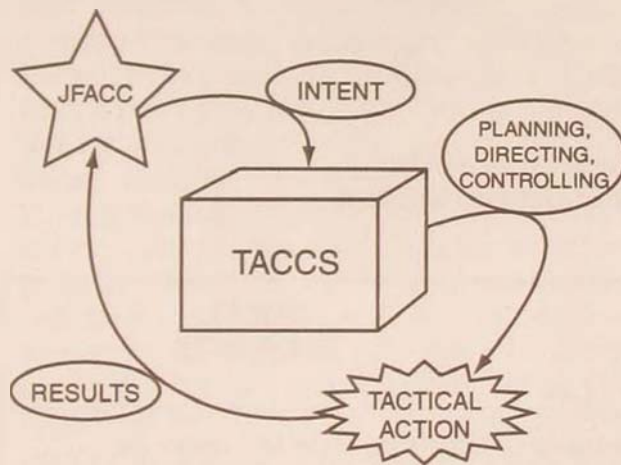 JFACC
INTENT
PLANNING,
DIRECTING,
CONTROLLING
TACCS
RESULTS
TACTICAL
ACTION